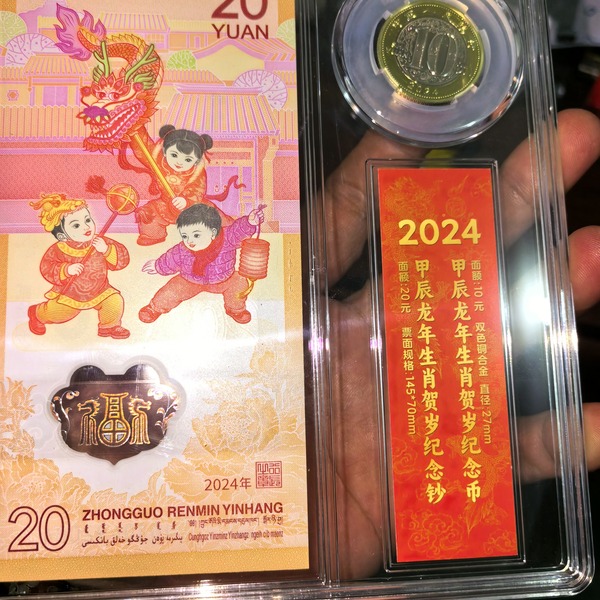 20
YUAN
10
2024
2024
甲辰龙年生肖贺岁纪念币
面额:10元 双色铜合金 直径:27mm
甲辰龙年生肖贺岁纪念钞
面额:20元 票面规格:145*70mm
福
2024年
20
ZHONGGUO RENMIN YINHANG